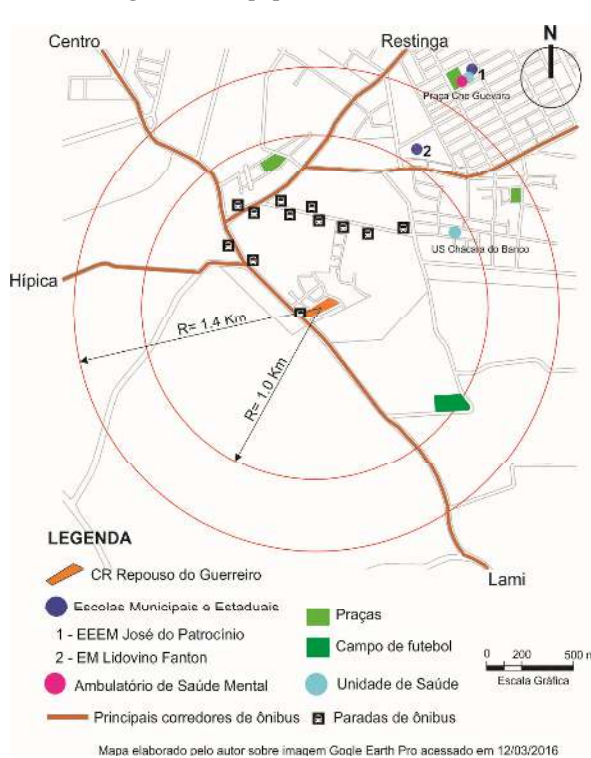 Centro
Restinga
N
1
Praça Che Guevara
2
US Chácara do Banco
Hípica
R= 1.4 Km
R= 1.0 Km
LEGENDA
Lami
CR Repouso do Guerreiro
Escolas Municipais e Estaduais
Praças
1 - EEEM José do Patrocínio
2 - EM Lidovino Fanton
Campo de futebol
0 200 500 m
Escala Gráfica
Ambulatório de Saúde Mental
Unidade de Saúde
Principais corredores de ônibus
Paradas de ônibus
Mapa elaborado pelo autor sobre imagem Gogle Earth Pro acessado em 12/03/2016